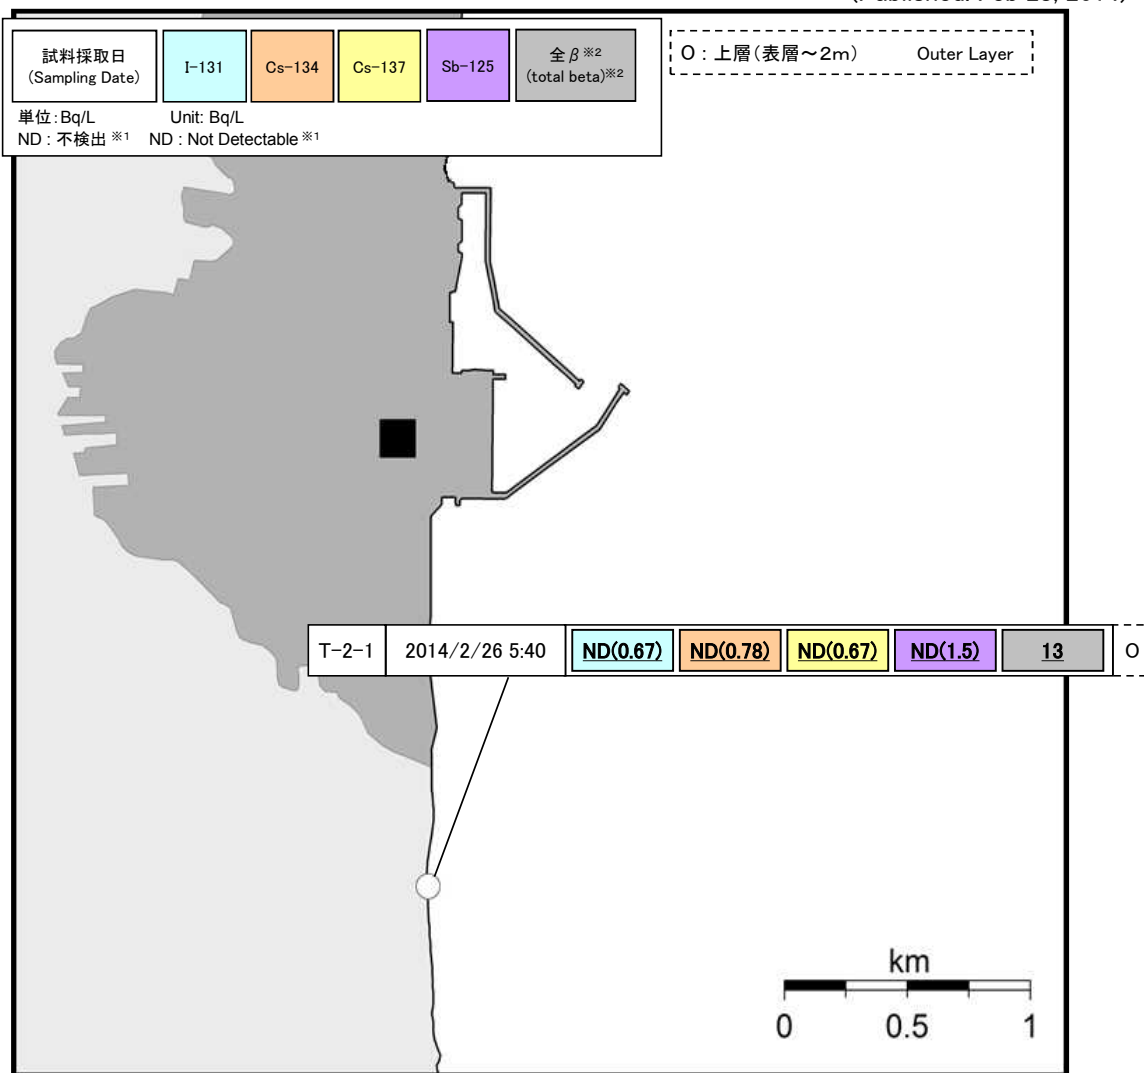 試料採取日
(Sampling Date)
I-131
Cs-134
Cs-137
Sb-125
全β※2
(total beta)※2
単位:Bq/L Unit: Bq/L
ND : 不検出 ※1 ND : Not Detectable ※1
O : 上層(表層～2m) Outer Layer
T-2-1 2014/2/26 5:40 ND(0.67) ND(0.78) ND(0.67) ND(1.5) 13 O
km
0 0.5 1